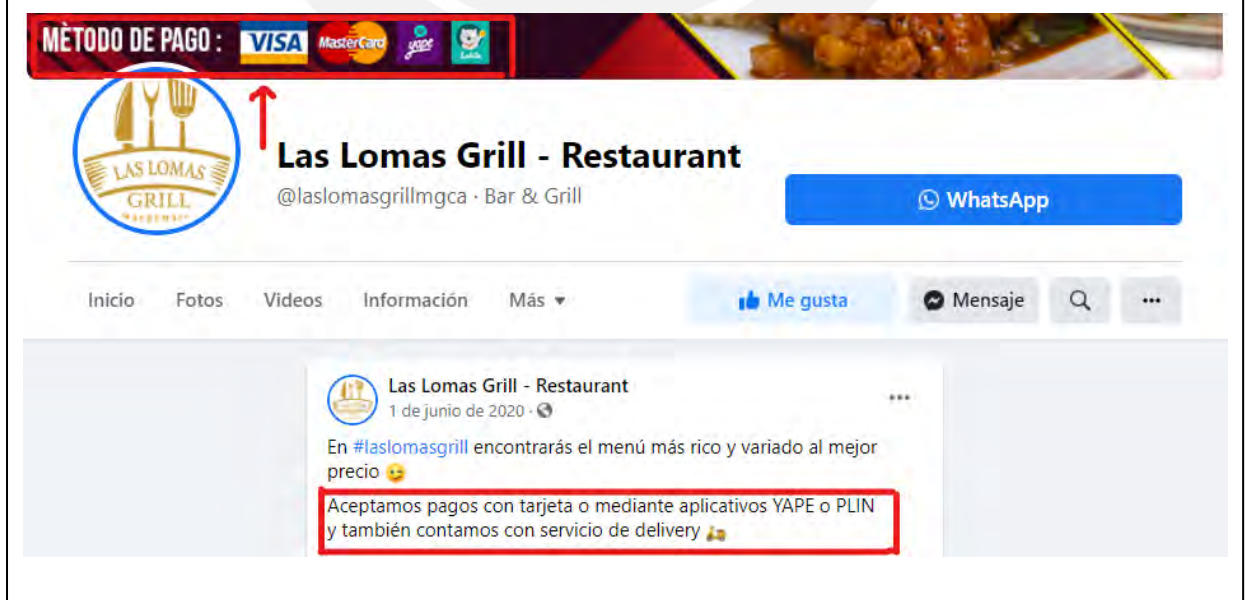 MÈTODO DE PAGO :
VISA MasterCard yape
LAS LOMAS
GRILL
Las Lomas Grill - Restaurant
@laslomasgrillmgca · Bar & Grill
WhatsApp
Inicio Fotos Videos Información Más
Me gusta Mensaje
Las Lomas Grill - Restaurant
1 de junio de 2020
En #laslomasgrill encontrarás el menú más rico y variado al mejor
precio 😉
Aceptamos pagos con tarjeta o mediante aplicativos YAPE o PLIN
y también contamos con servicio de delivery 🛵